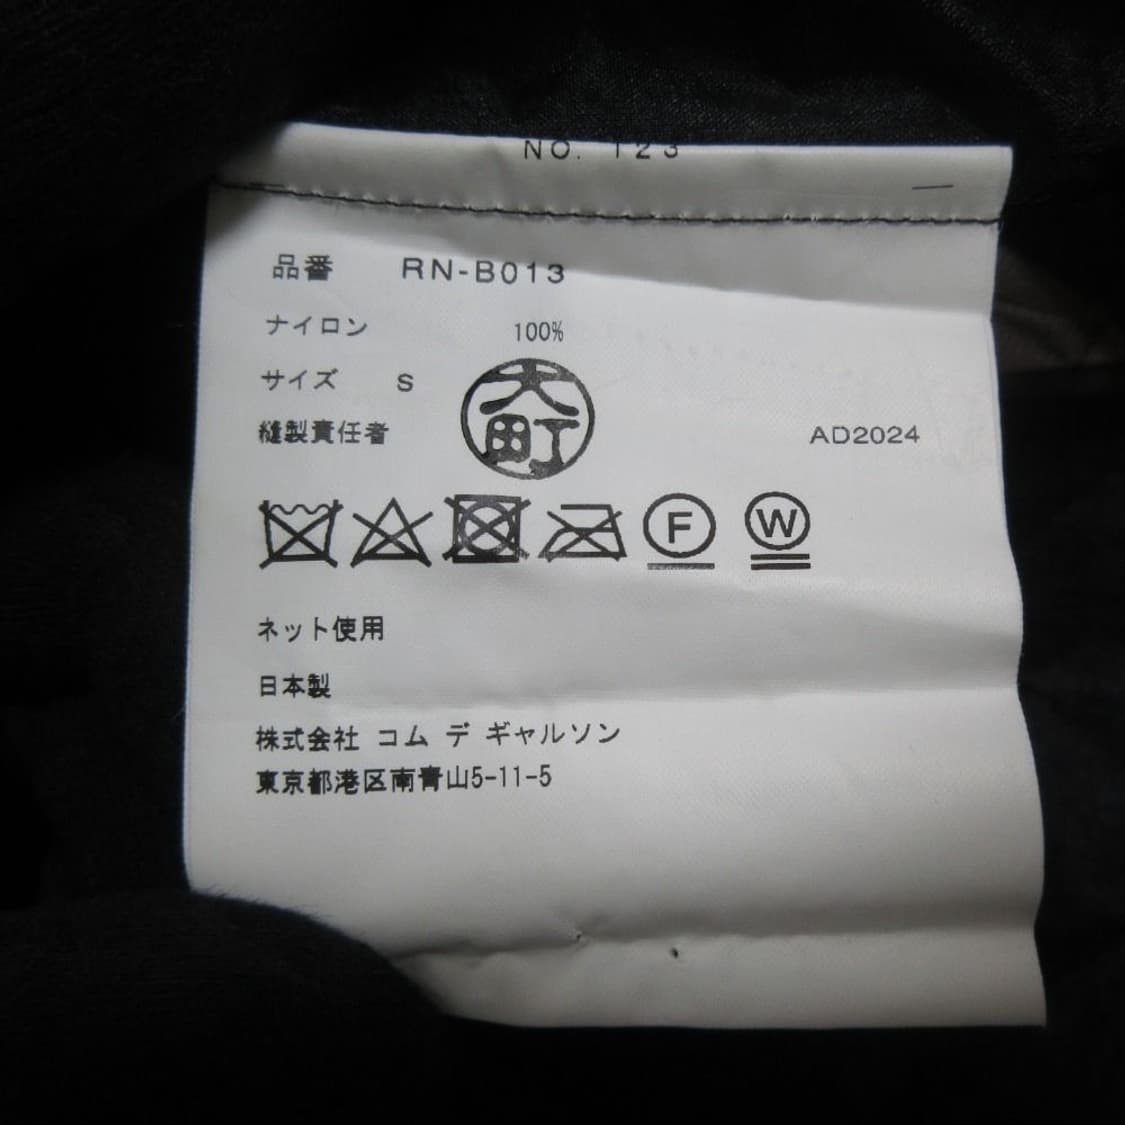 NO. 123
品番 RN-B013
ナイロン 100%
サイズ S
縫製責任者 大町 AD2024
F W
ネット使用
日本製
株式会社 コム デ ギャルソン
東京都港区南青山5-11-5